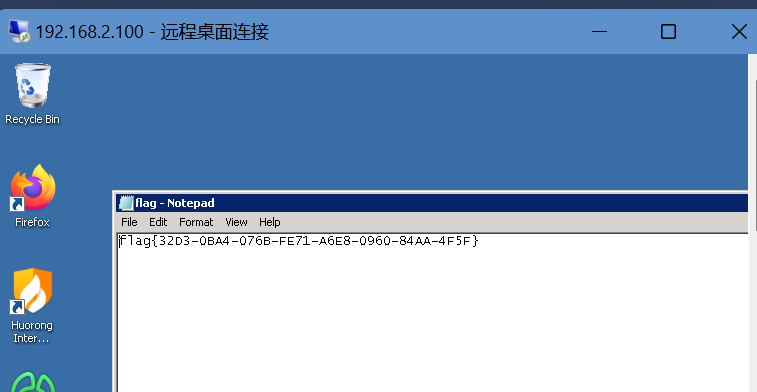 192.168.2.100 - 远程桌面连接
Recycle Bin
Firefox
Huorong
Inter...
flag - Notepad
File Edit Format View Help
flag{32D3-0BA4-076B-FE71-A6E8-0960-84AA-4F5F}